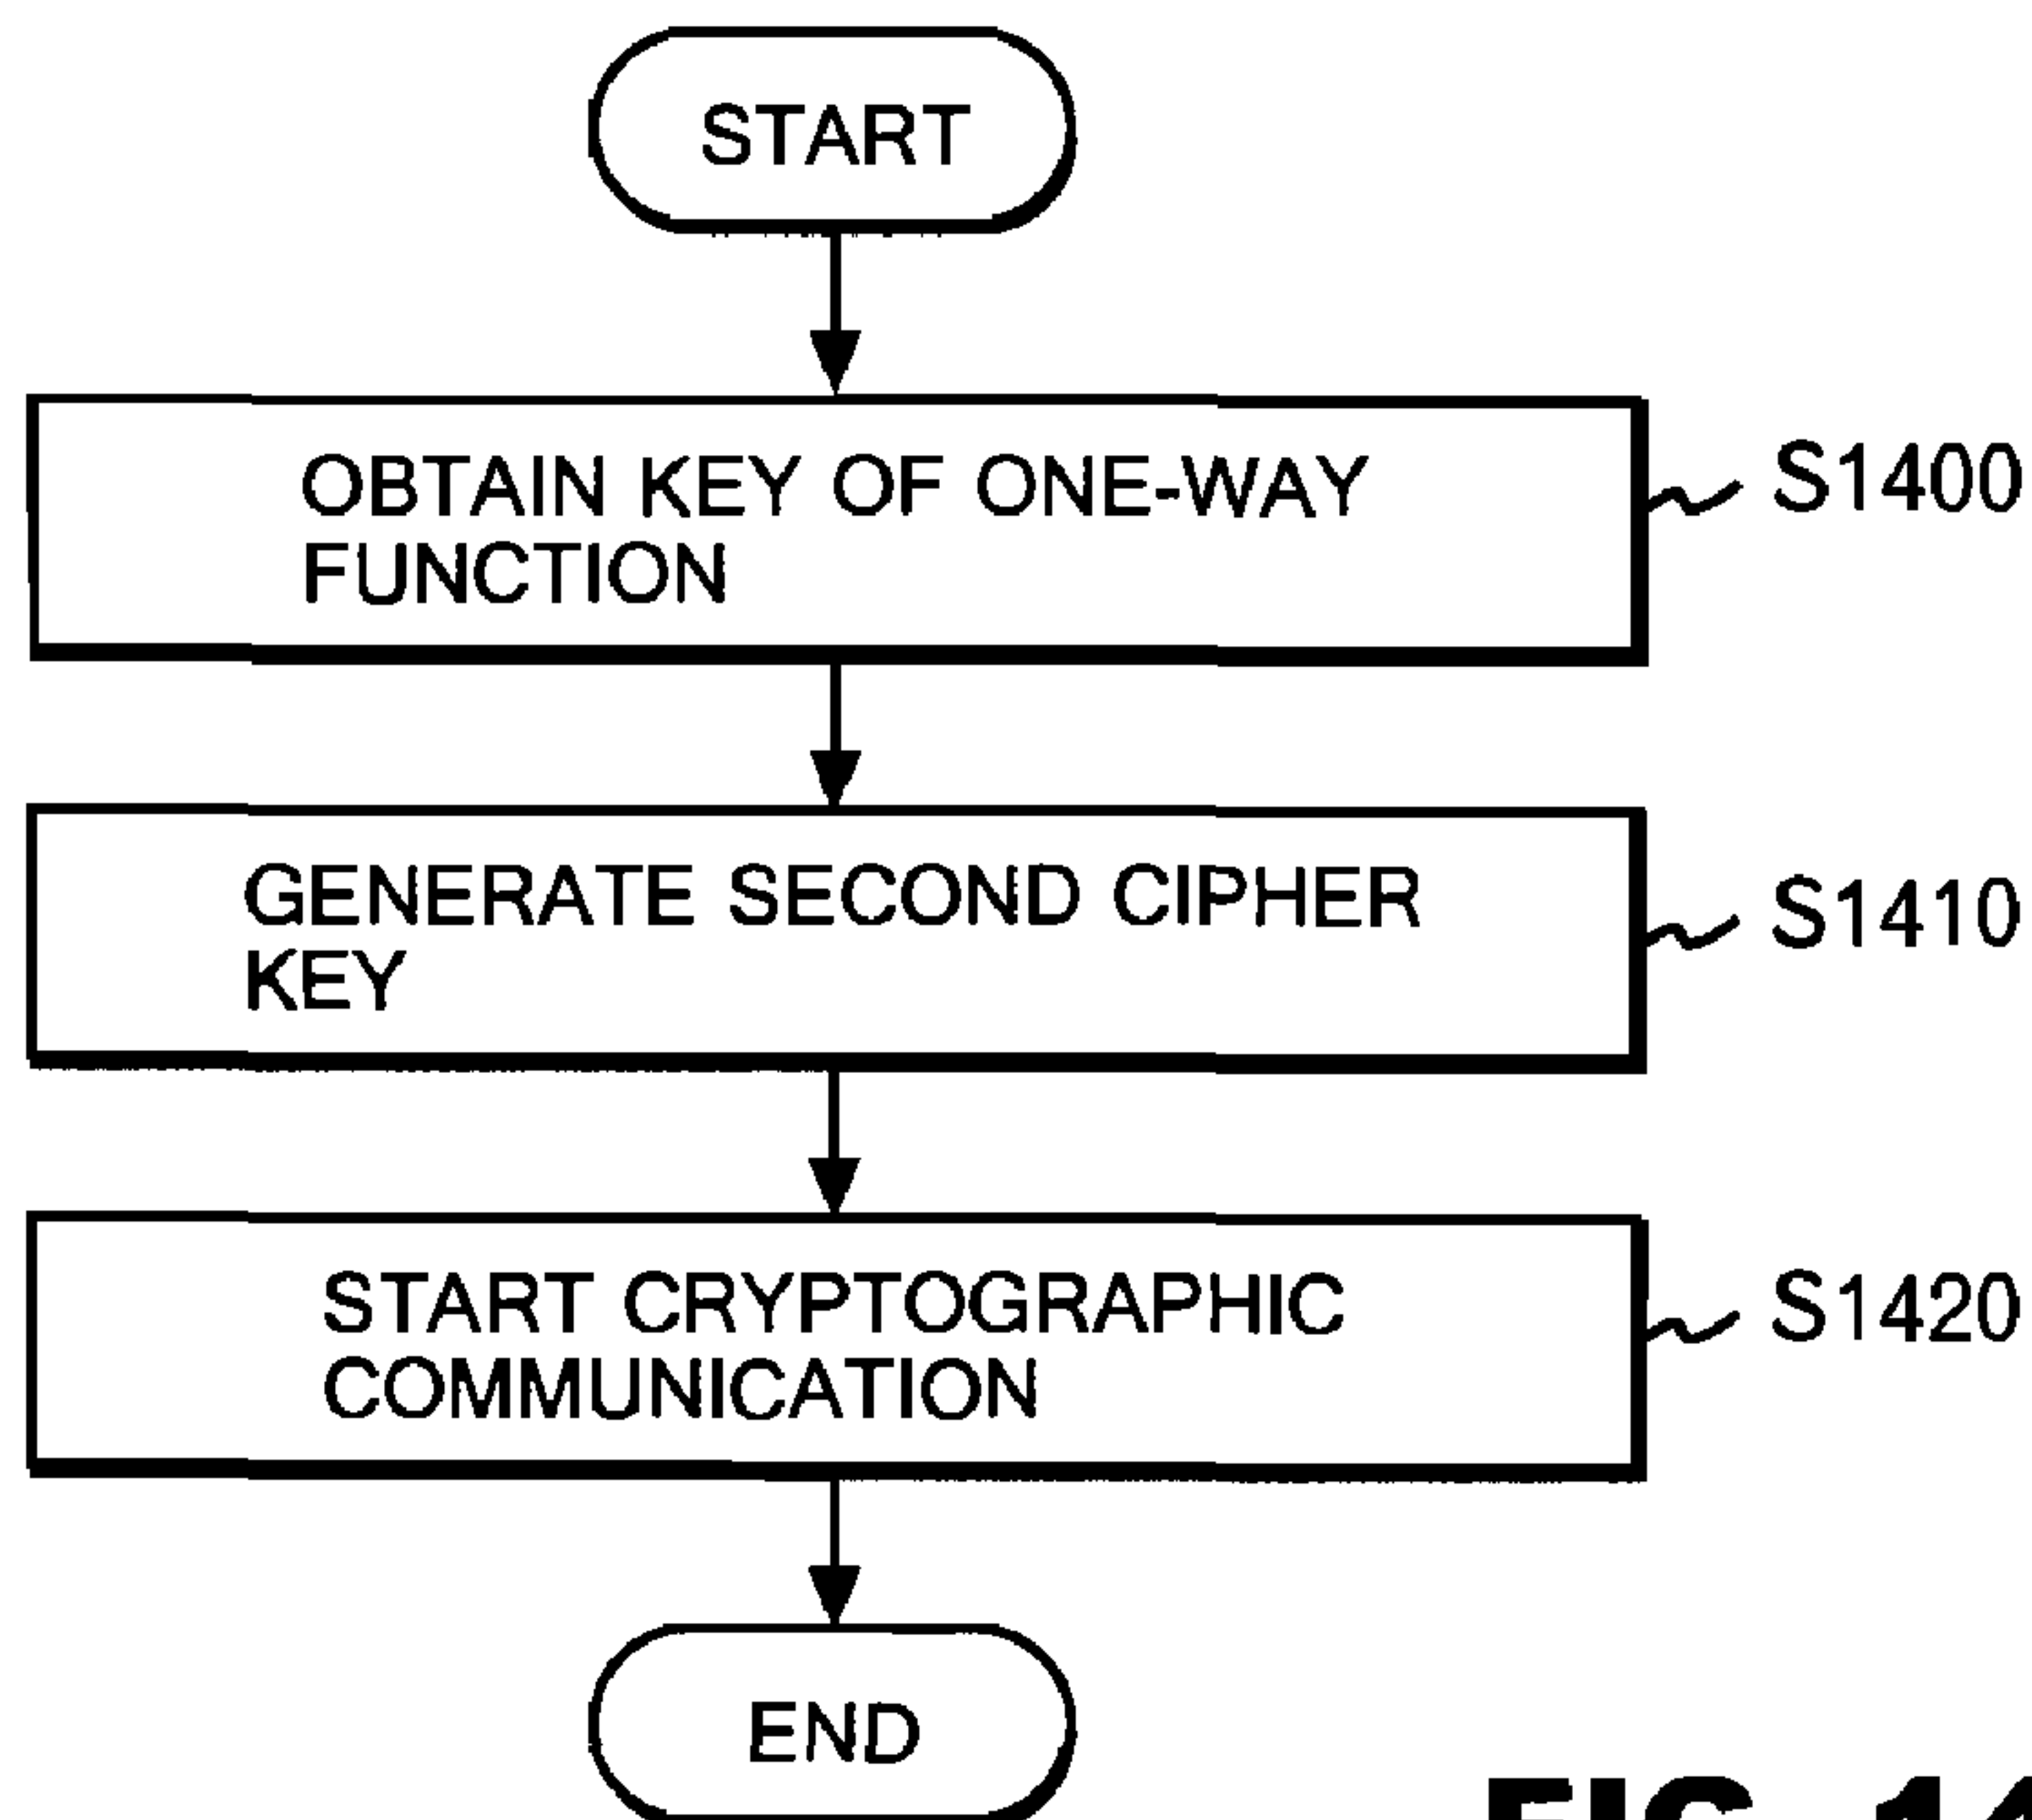 START
OBTAIN KEY OF ONE-WAY
FUNCTION
S1400
GENERATE SECOND CIPHER
KEY
S1410
START CRYPTOGRAPHIC
COMMUNICATION
S1420
END